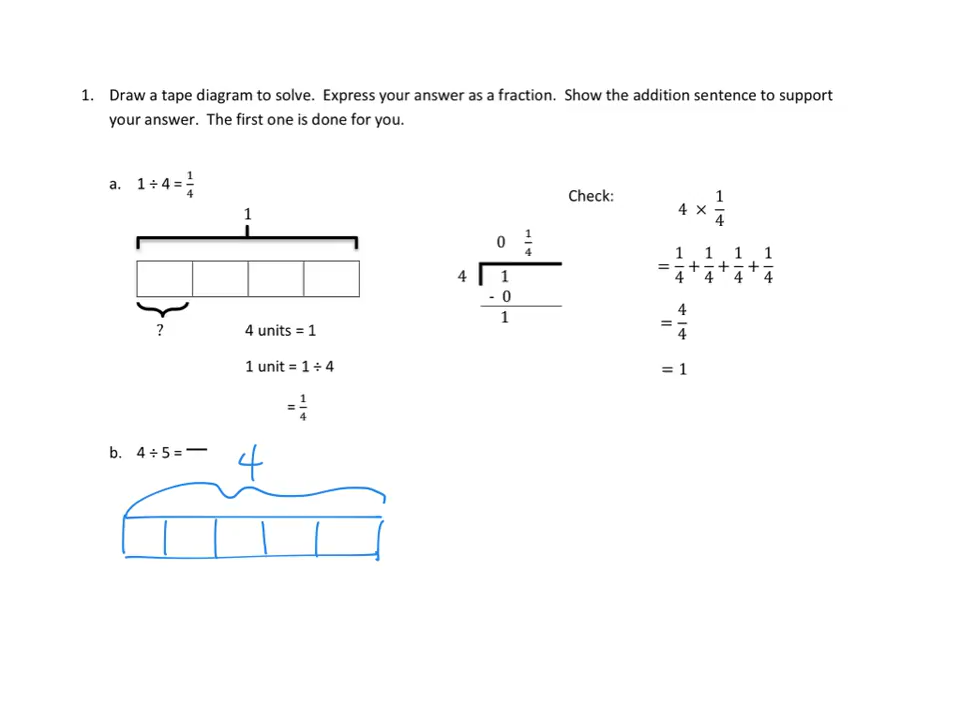 1. Draw a tape diagram to solve. Express your answer as a fraction. Show the addition sentence to support
your answer. The first one is done for you.
a. 1 ÷ 4 = 1/4
1
?
4 units = 1
1 unit = 1 ÷ 4
= 1/4
0 1/4
4 1
- 0
1
Check:
4 × 1/4
= 1/4 + 1/4 + 1/4 + 1/4
= 4/4
= 1
b. 4 ÷ 5 = —
4